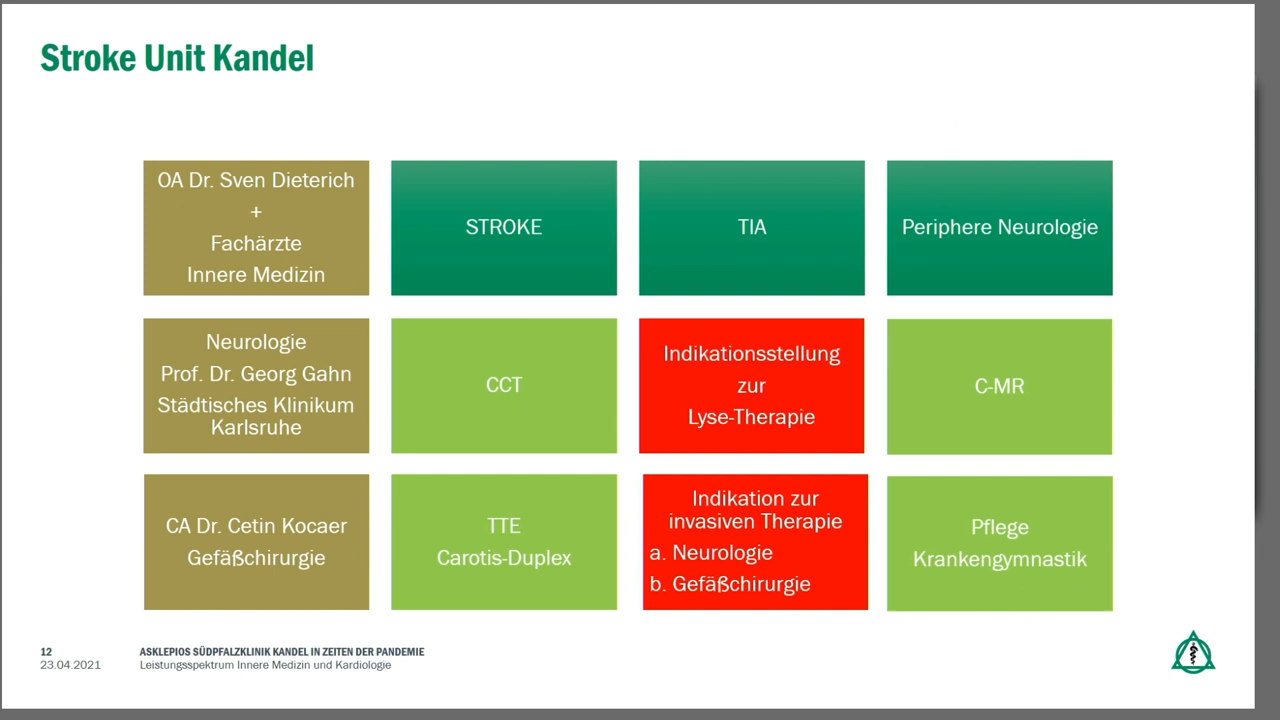 Stroke Unit Kandel
OA Dr. Sven Dieterich
+
Fachärzte
Innere Medizin
STROKE
TIA
Periphere Neurologie
Neurologie
Prof. Dr. Georg Gahn
Städtisches Klinikum
Karlsruhe
CCT
Indikationsstellung
zur
Lyse-Therapie
C-MR
CA Dr. Cetin Kocaer
Gefäßchirurgie
TTE
Carotis-Duplex
Indikation zur
invasiven Therapie
a. Neurologie
b. Gefäßchirurgie
Pflege
Krankengymnastik
12
23.04.2021
ASKLEPIOS SÜDPFALZKLINIK KANDEL IN ZEITEN DER PANDEMIE
Leistungsspektrum Innere Medizin und Kardiologie